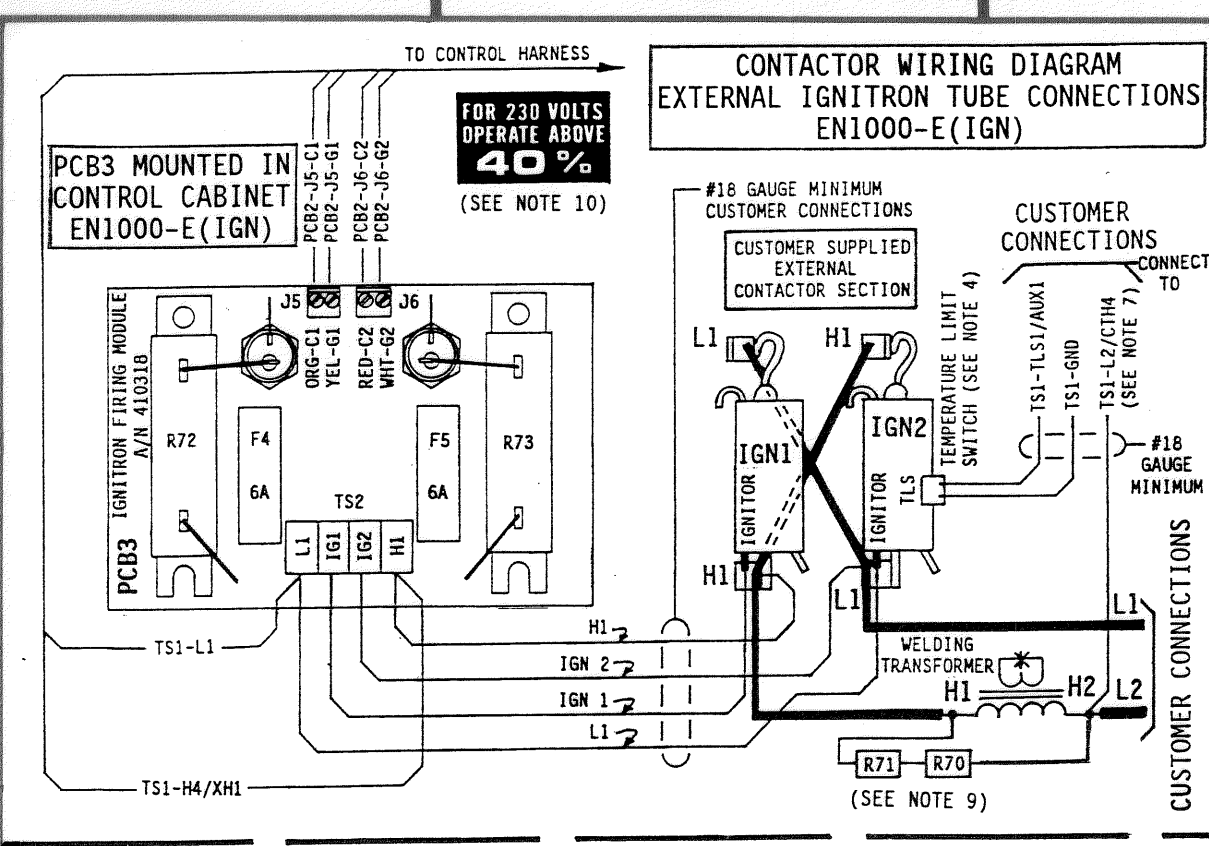 TO CONTROL HARNESS
CONTACTOR WIRING DIAGRAM
EXTERNAL IGNITRON TUBE CONNECTIONS
EN1000-E(IGN)
FOR 230 VOLTS
OPERATE ABOVE
40%
(SEE NOTE 10)
PCB3 MOUNTED IN
CONTROL CABINET
EN1000-E(IGN)
PCB2-J5-C1
PCB2-J5-G1
PCB2-J6-C2
PCB2-J6-G2
#18 GAUGE MINIMUM
CUSTOMER CONNECTIONS
CUSTOMER SUPPLIED
EXTERNAL
CONTACTOR SECTION
CUSTOMER
CONNECTIONS
CONNECT
TO
J5
J6
ORG-C1
YEL-G1
RED-C2
WHT-G2
PCB3
IGNITRON FIRING MODULE
A/N 410318
R72
F4
6A
F5
6A
R73
TS2
L1
IG1
IG2
H1
L1
H1
IGN1
IGNITOR
IGN2
IGNITOR
TLS
TEMPERATURE LIMIT
SWITCH (SEE NOTE 4)
TS1-TLS1/AUX1
TS1-GND
TS1-L2/CTH4
(SEE NOTE 7)
#18
GAUGE
MINIMUM
H1
L1
L1
CUSTOMER CONNECTIONS
TS1-L1
H1
IGN 2
IGN 1
L1
WELDING
TRANSFORMER
H1
H2
L2
R71
R70
(SEE NOTE 9)
TS1-H4/XH1